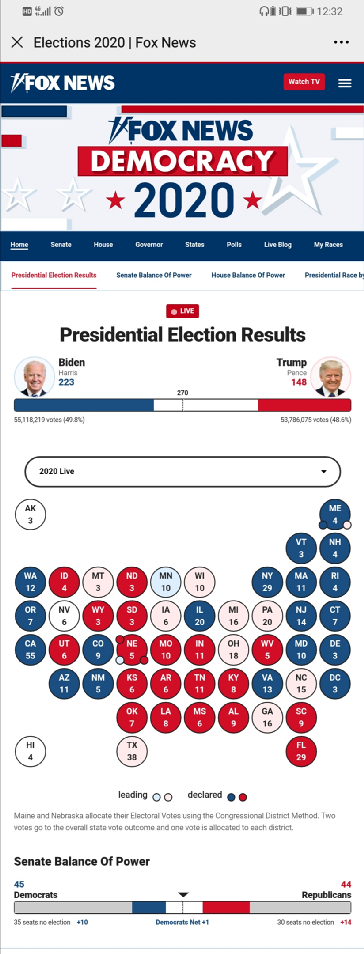 HD 4G 12:32
Elections 2020 | Fox News
FOX NEWS Watch TV
FOX NEWS
DEMOCRACY
2020
Home Senate House Governor States Polls Live Blog My Races
Presidential Election Results Senate Balance Of Power House Balance Of Power Presidential Race by
LIVE
Presidential Election Results
Biden Trump
Harris Pence
223 148
270
55,118,219 votes (49.8%) 53,786,075 votes (48.6%)
2020 Live
AK ME
3 4
VT NH
3 4
WA ID MT ND MN WI NY MA RI
12 4 3 3 10 10 29 11 4
OR NV WY SD IA IL MI PA NJ CT
7 6 3 3 6 20 16 20 14 7
CA UT CO NE MO IN OH WV MD DE
55 6 9 5 10 11 18 5 10 3
AZ NM KS AR TN KY VA NC DC
11 5 6 6 11 8 13 15 3
OK LA MS AL GA SC
7 8 6 9 16 9
HI TX FL
4 38 29
leading declared
Maine and Nebraska allocate their Electoral Votes using the Congressional District Method. Two
votes go to the overall state vote outcome and one vote is allocated to each district.
Senate Balance Of Power
45 44
Democrats Republicans
35 seats no election +10 Democrats Net +1 30 seats no election +14